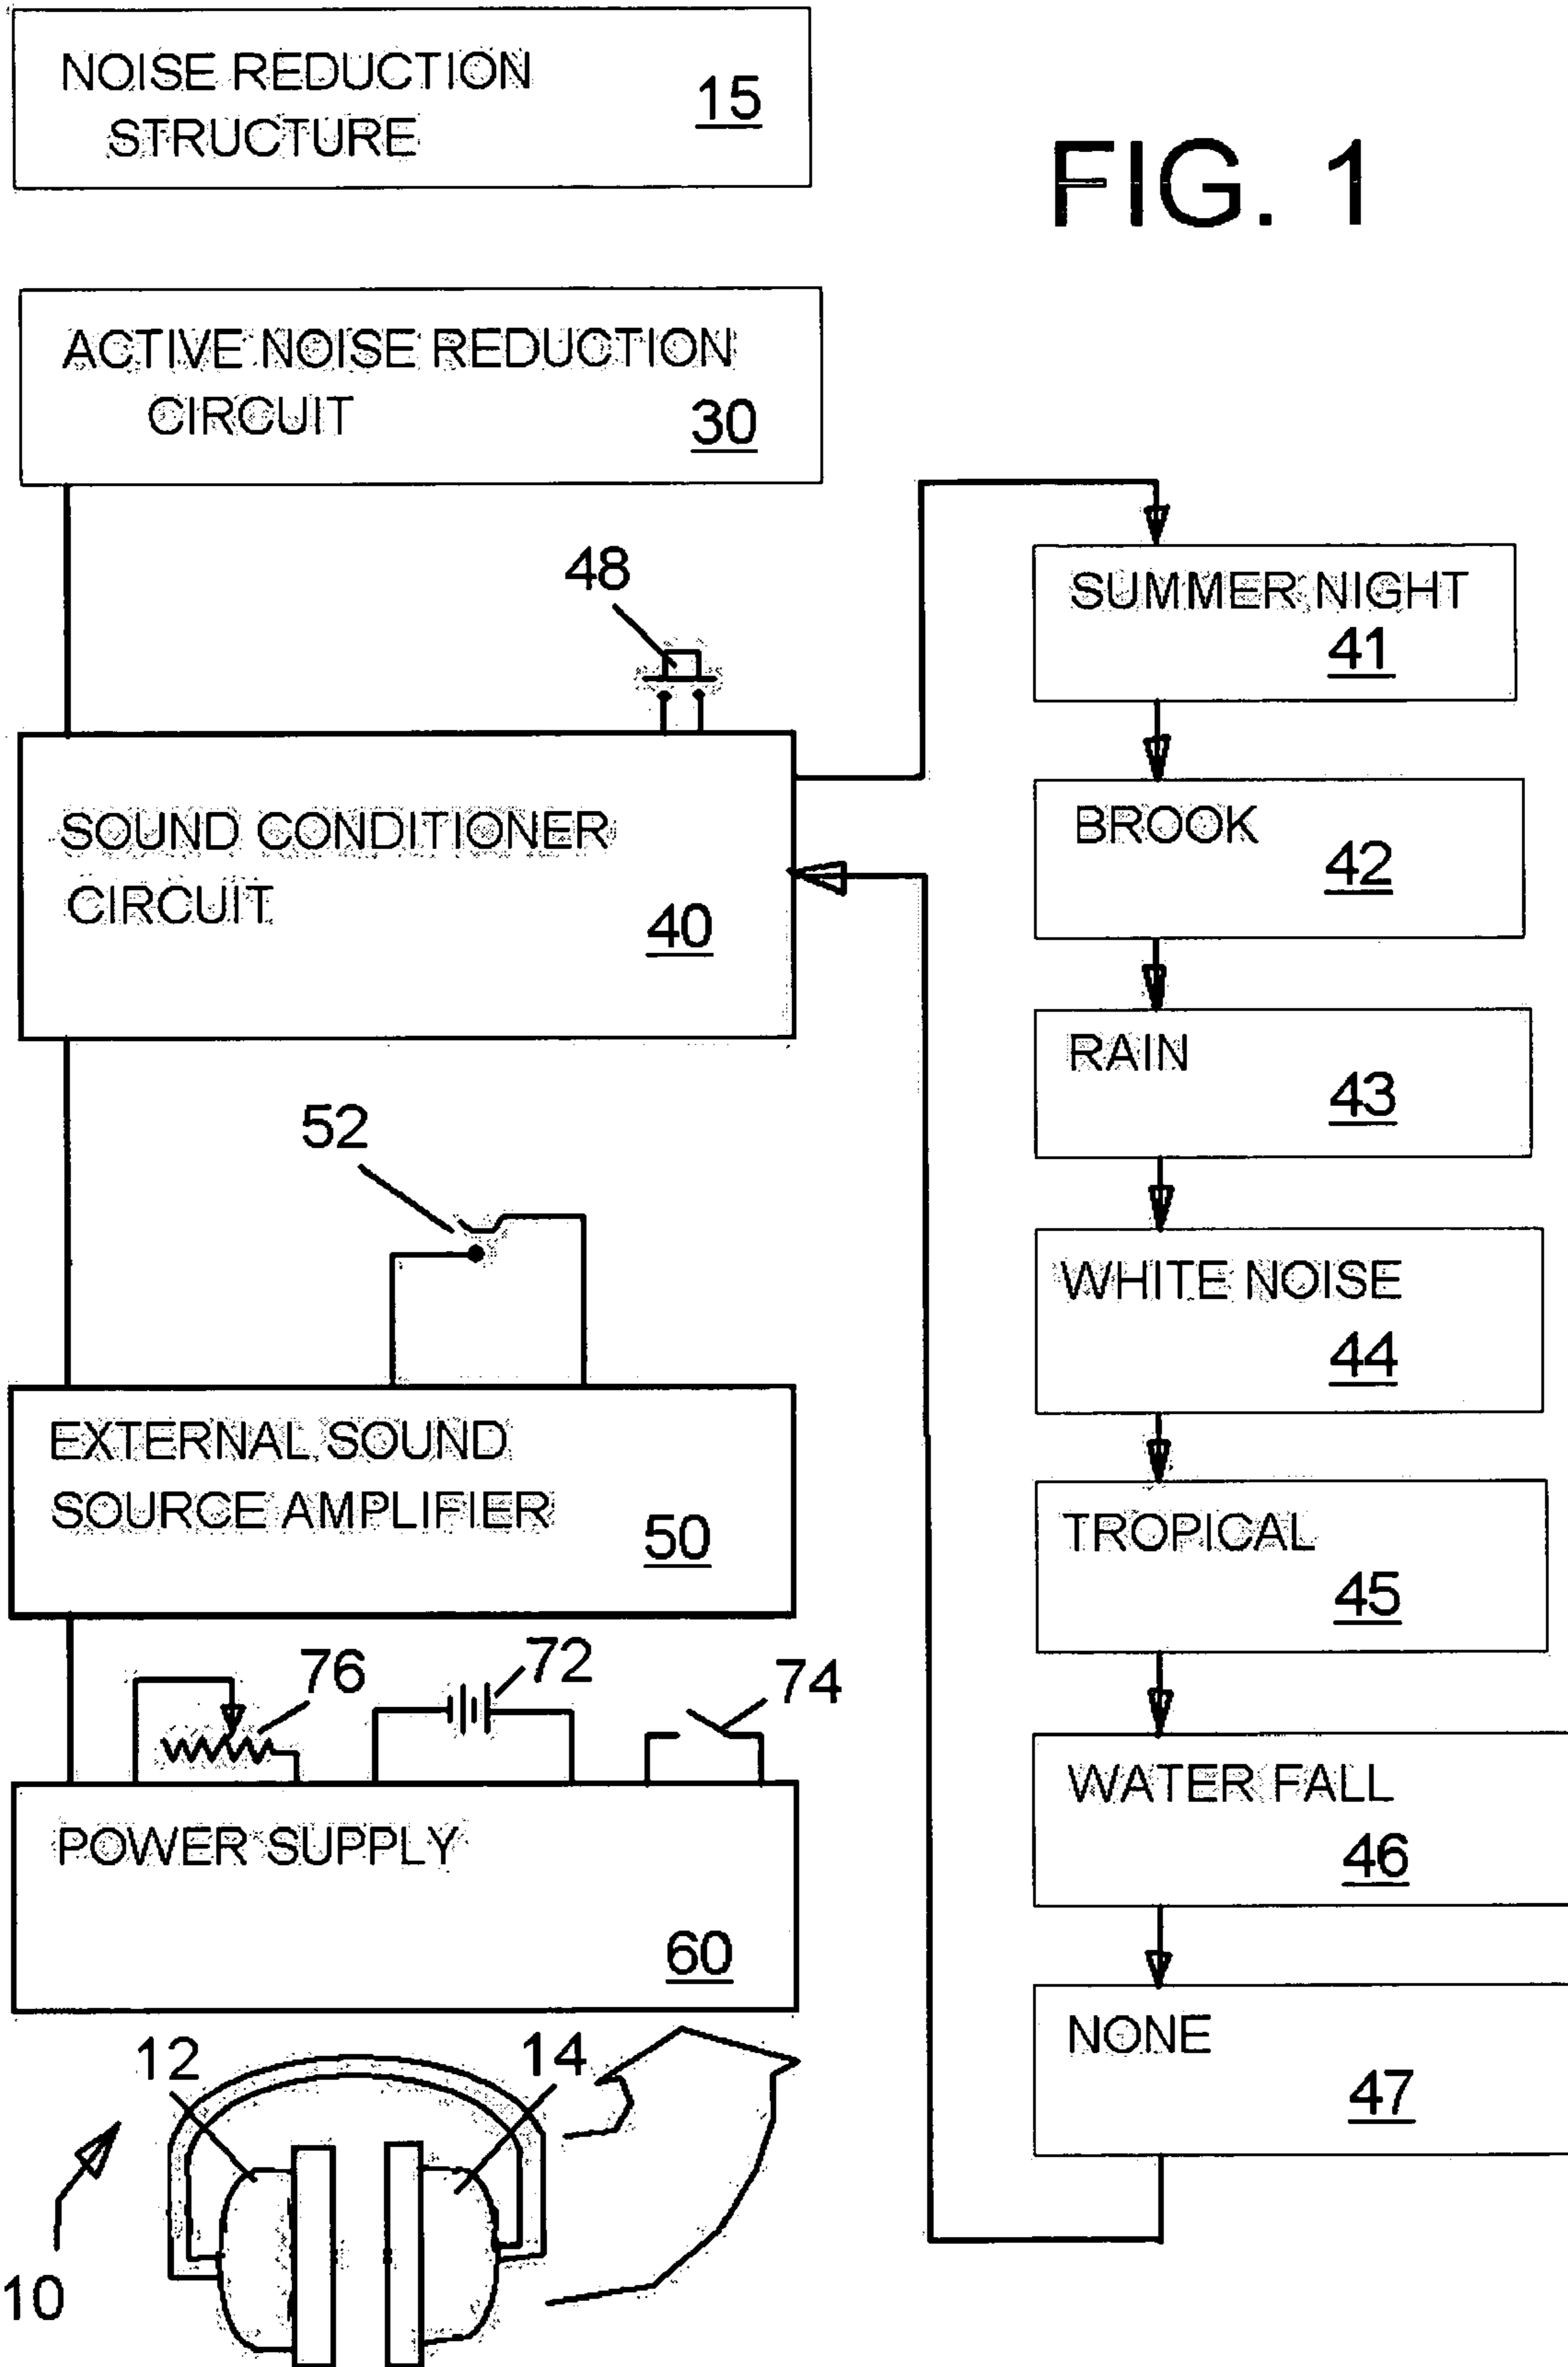 NOISE REDUCTION
STRUCTURE
15
FIG. 1
ACTIVE NOISE REDUCTION
CIRCUIT
30
48
SOUND CONDITIONER
CIRCUIT
40
SUMMER NIGHT
41
BROOK
42
RAIN
43
WHITE NOISE
44
TROPICAL
45
WATER FALL
46
NONE
47
52
EXTERNAL SOUND
SOURCE AMPLIFIER
50
76
72
74
POWER SUPPLY
60
12
14
10